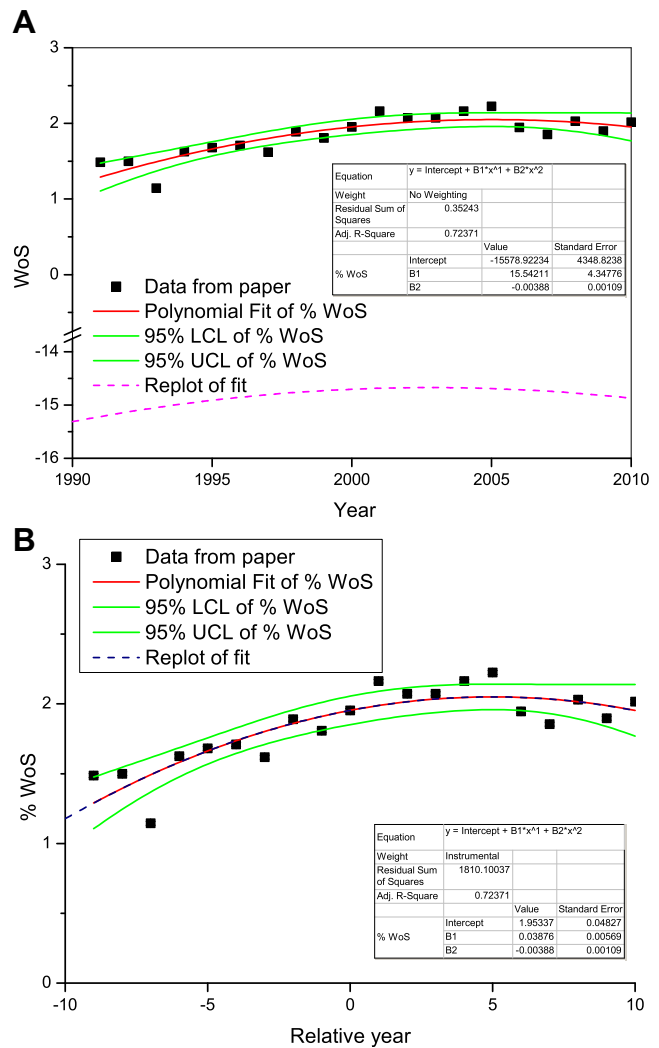 A
3
2
1
0
-14
-15
-16
WoS
Equation y = Intercept + B1*x^1 + B2*x^2
Weight No Weighting
Residual Sum of Squares 0.35243
Adj. R-Square 0.72371
Value Standard Error
% WoS Intercept -15578.92234 4348.8238
B1 15.54211 4.34776
B2 -0.00388 0.00109
Data from paper
Polynomial Fit of % WoS
95% LCL of % WoS
95% UCL of % WoS
Replot of fit
1990 1995 2000 2005 2010
Year
B
3
2
1
0
% WoS
Data from paper
Polynomial Fit of % WoS
95% LCL of % WoS
95% UCL of % WoS
Replot of fit
Equation y = Intercept + B1*x^1 + B2*x^2
Weight Instrumental
Residual Sum of Squares 1810.10037
Adj. R-Square 0.72371
Value Standard Error
% WoS Intercept 1.95337 0.04827
B1 0.03876 0.00569
B2 -0.00388 0.00109
-10 -5 0 5 10
Relative year